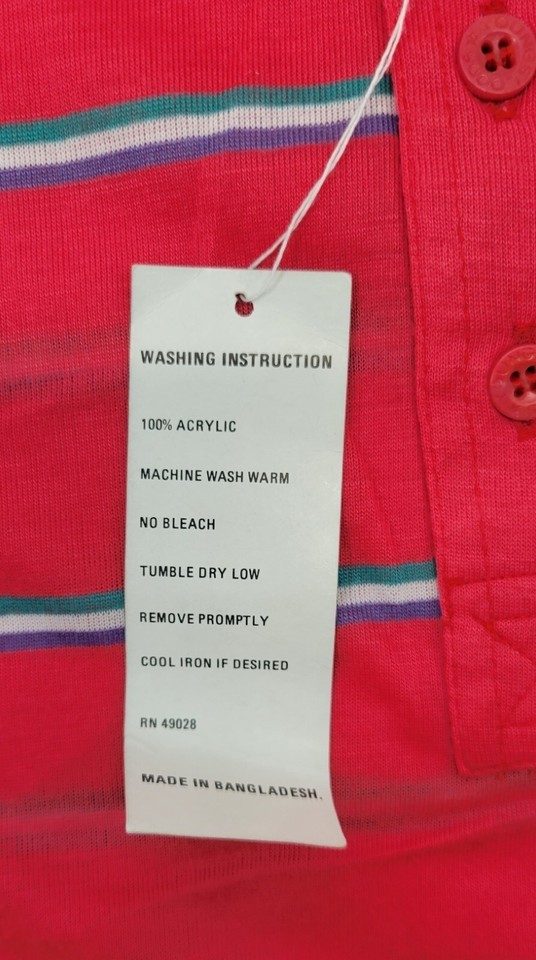 WASHING INSTRUCTION
100% ACRYLIC
MACHINE WASH WARM
NO BLEACH
TUMBLE DRY LOW
REMOVE PROMPTLY
COOL IRON IF DESIRED
RN 49028
MADE IN BANGLADESH.